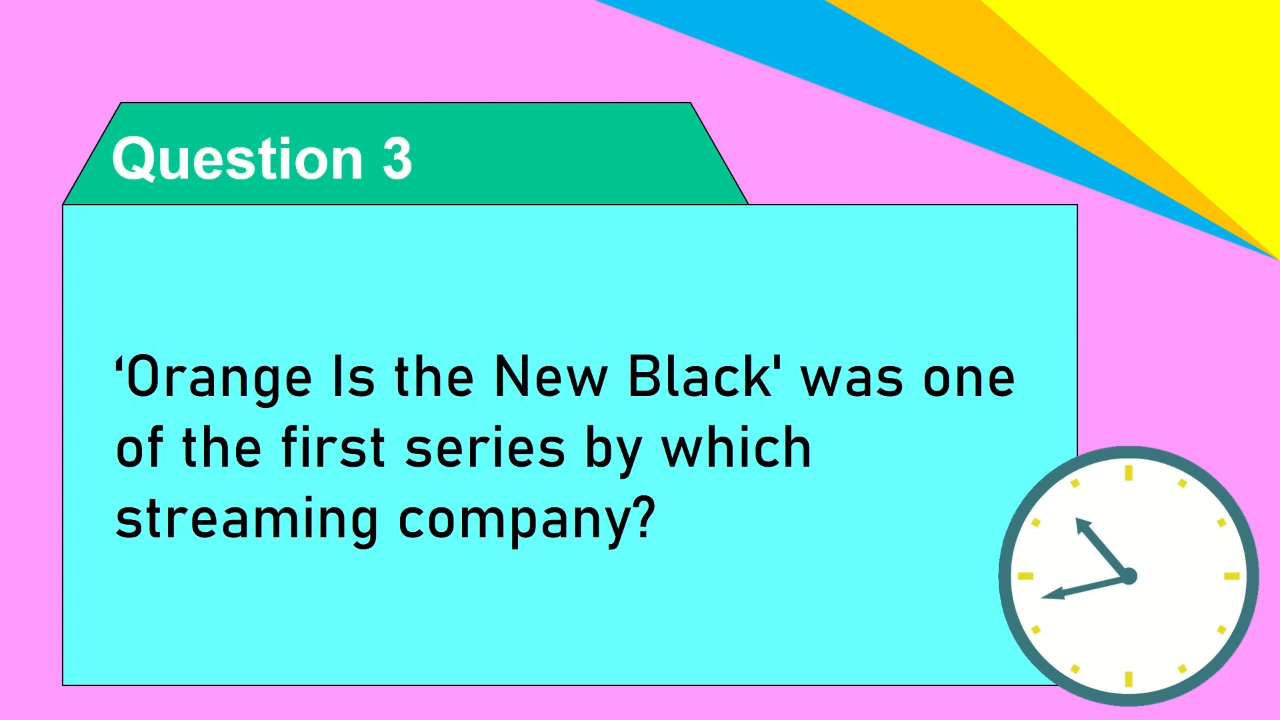 Question 3
‘Orange Is the New Black' was one
of the first series by which
streaming company?